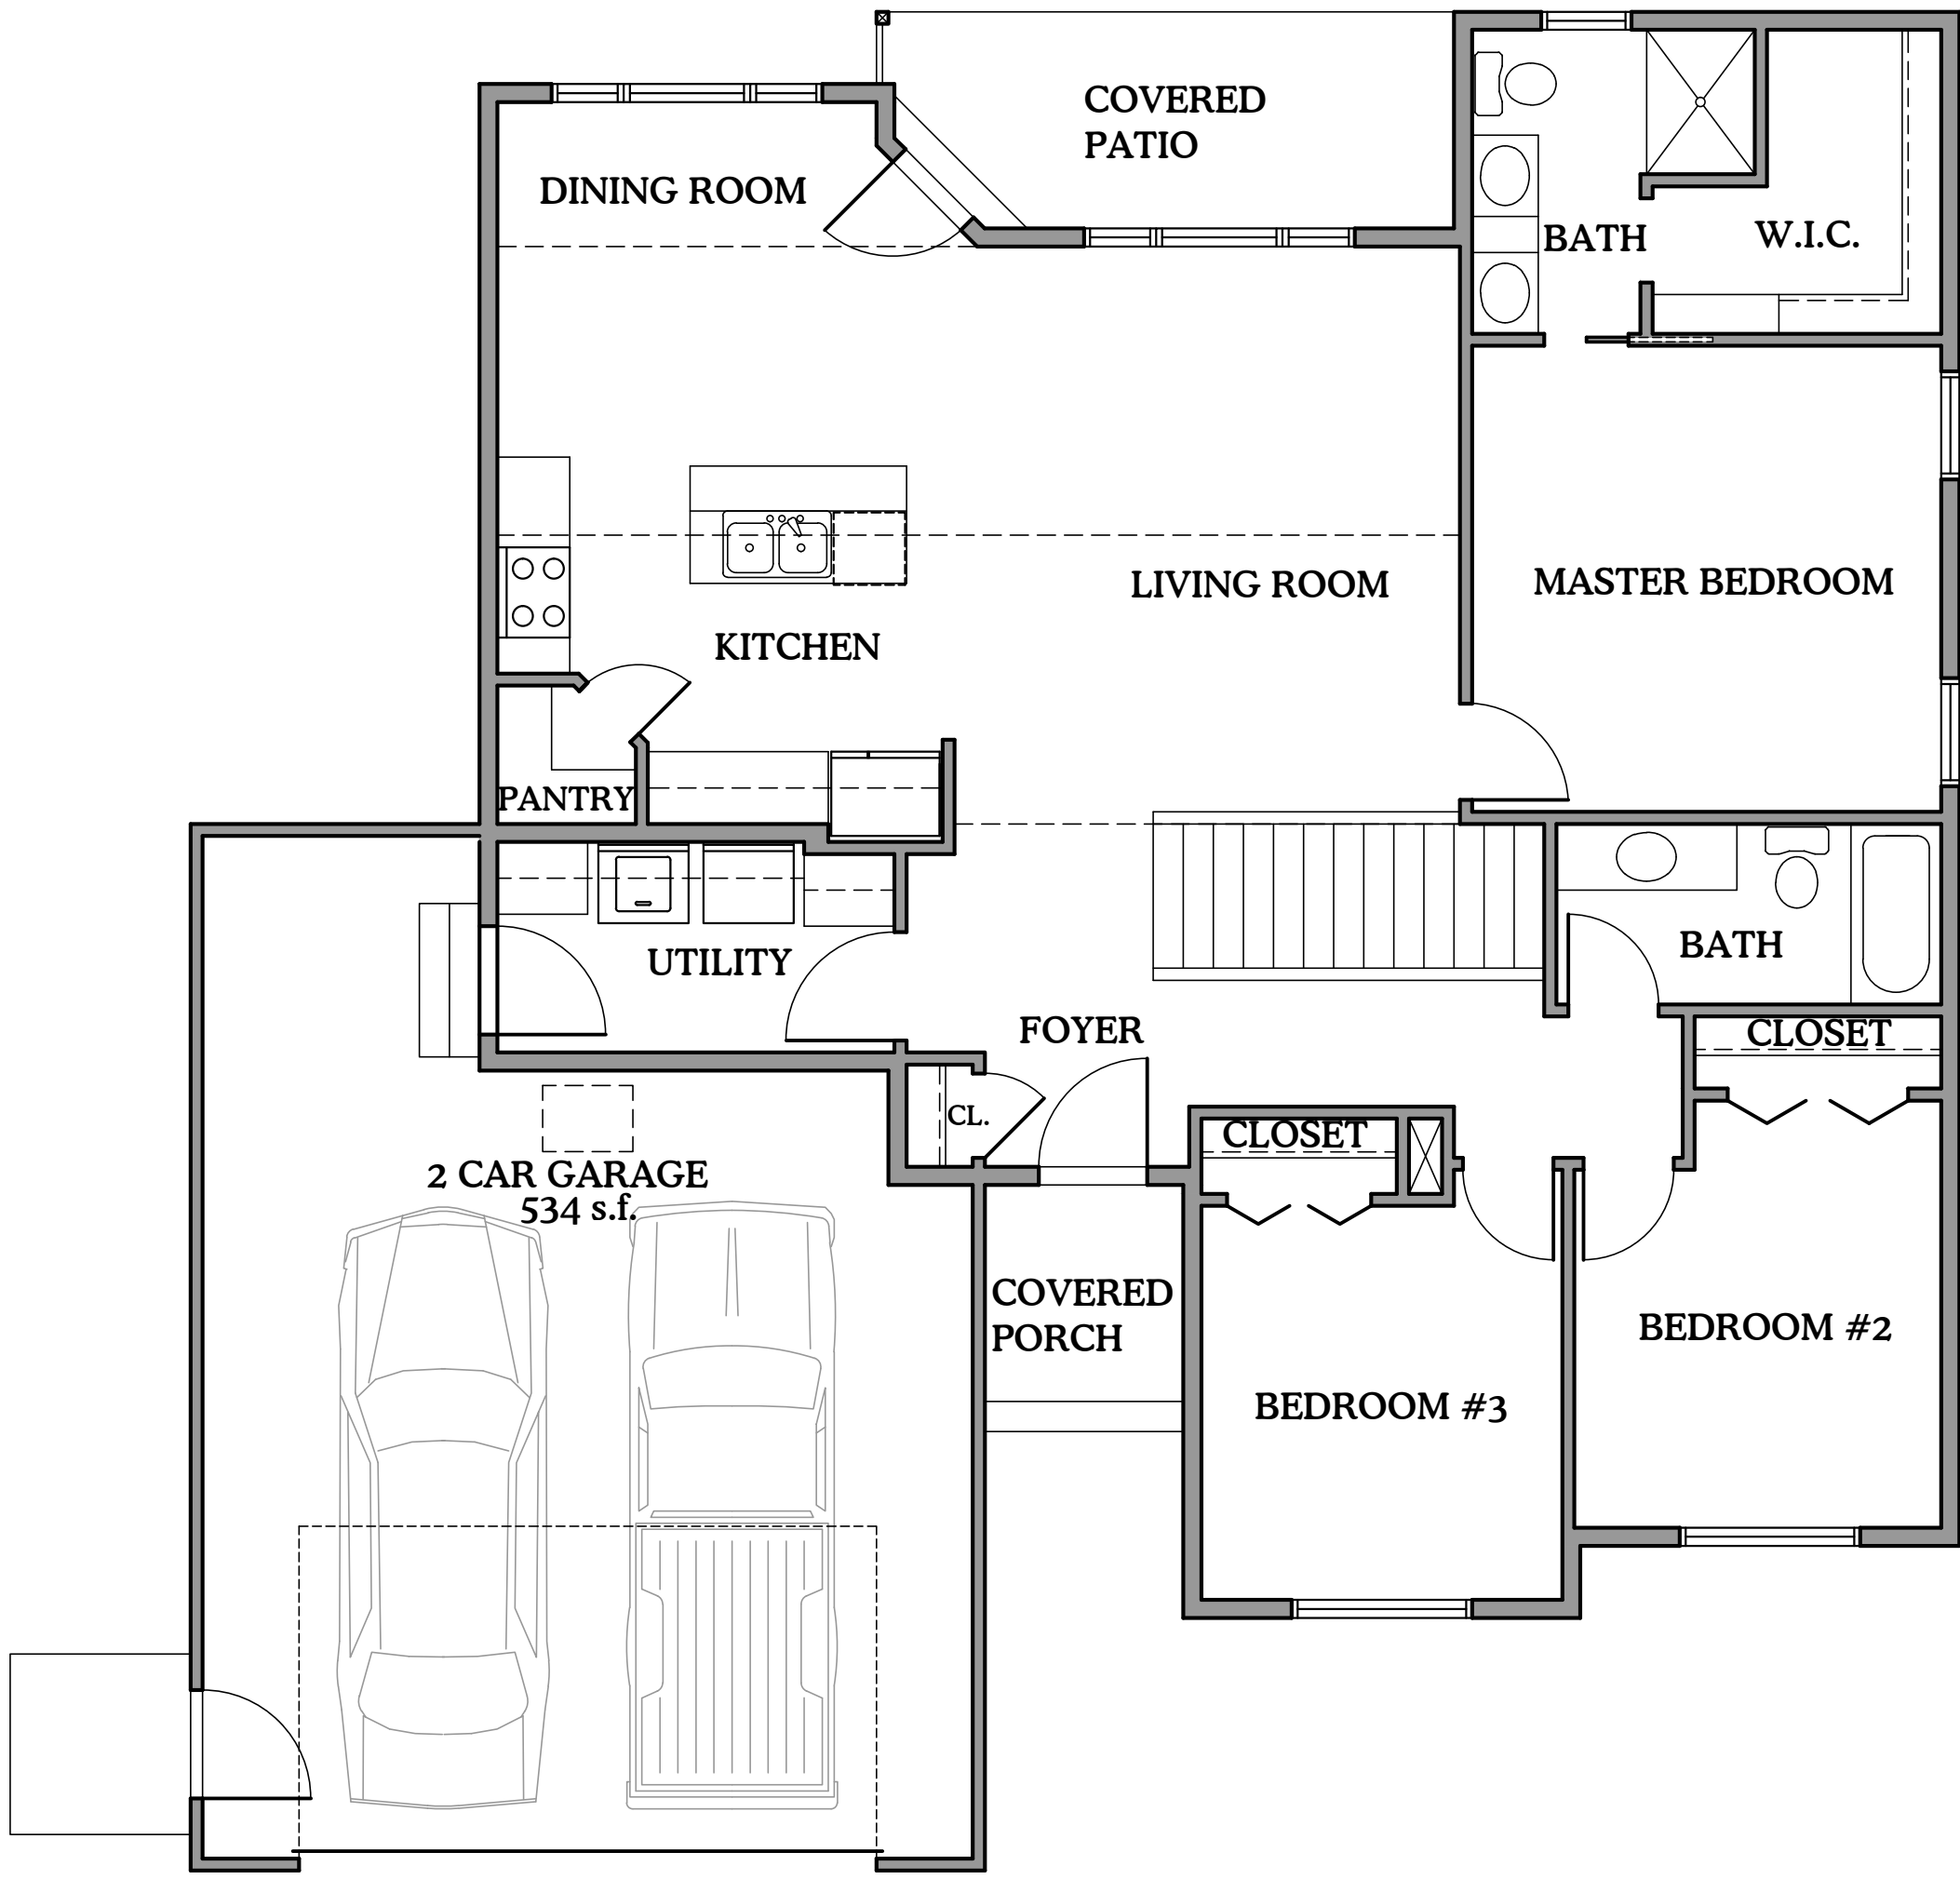 COVERED
PATIO
DINING ROOM
BATH
W.I.C.
LIVING ROOM
MASTER BEDROOM
KITCHEN
PANTRY
UTILITY
BATH
FOYER
CLOSET
CL.
CLOSET
2 CAR GARAGE
534 s.f.
COVERED
PORCH
BEDROOM #2
BEDROOM #3